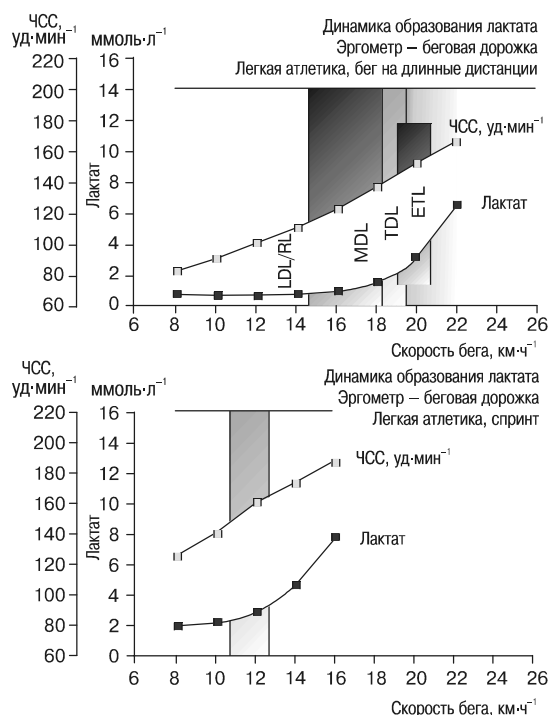 ЧСС,
уд·мин⁻¹
ммоль·л⁻¹
Динамика образования лактата
Эргометр – беговая дорожка
Легкая атлетика, бег на длинные дистанции
220
200
180
160
140
120
100
80
60
16
14
12
10
8
6
4
2
0
Лактат
ЧСС, уд·мин⁻¹
Лактат
LDL/RL
MDL
TDL
ETL
6 8 10 12 14 16 18 20 22 24 26
Скорость бега, км·ч⁻¹
ЧСС,
уд·мин⁻¹
ммоль·л⁻¹
Динамика образования лактата
Эргометр – беговая дорожка
Легкая атлетика, спринт
220
200
180
160
140
120
100
80
60
16
14
12
10
8
6
4
2
0
Лактат
ЧСС, уд·мин⁻¹
Лактат
6 8 10 12 14 16 18 20 22 24 26
Скорость бега, км·ч⁻¹